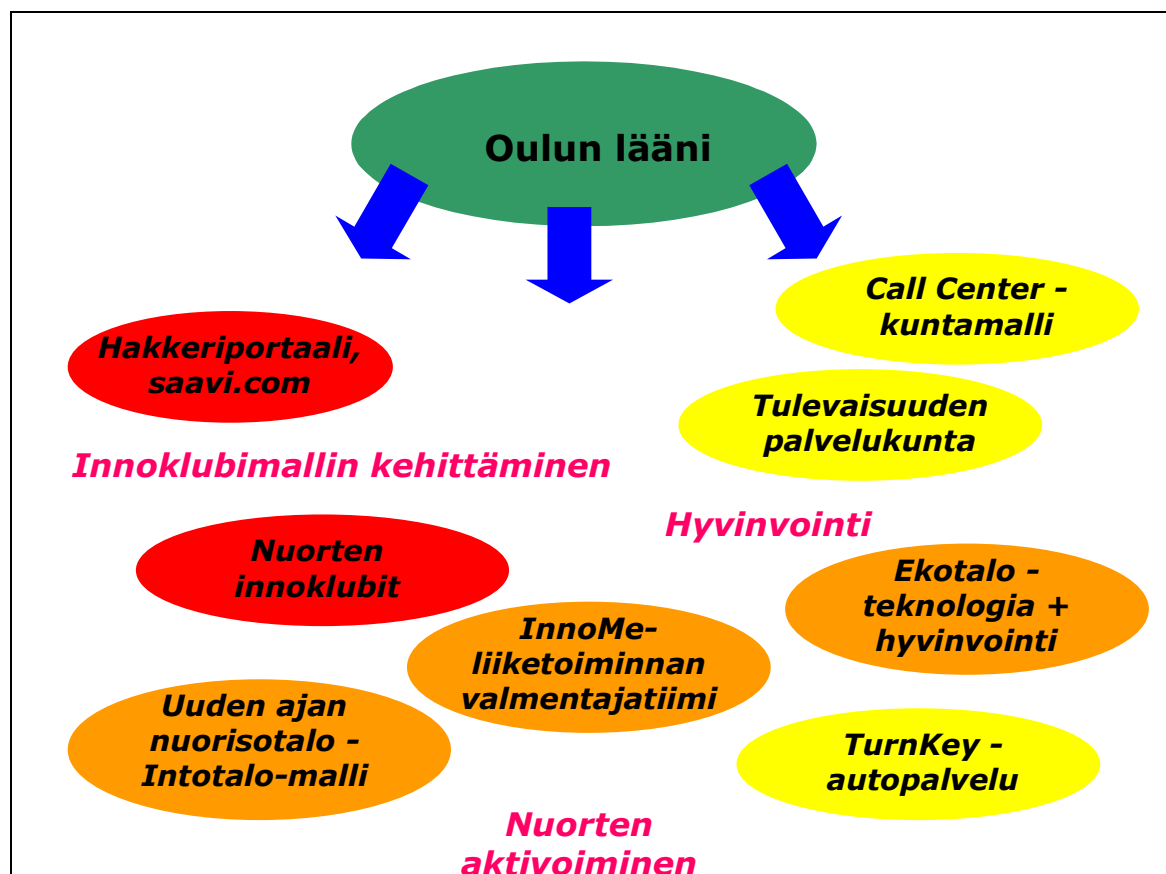 Oulun lääni
Call Center -
kuntamalli
Hakkeriportaali,
saavi.com
Tulevaisuuden
palvelukunta
Innoklubimallin kehittäminen
Hyvinvointi
Nuorten
innoklubit
Ekotalo -
teknologia +
hyvinvointi
InnoMe-
liiketoiminnan
valmentajatiimi
Uuden ajan
nuorisotalo -
Intotalo-malli
TurnKey -
autopalvelu
Nuorten
aktivoiminen